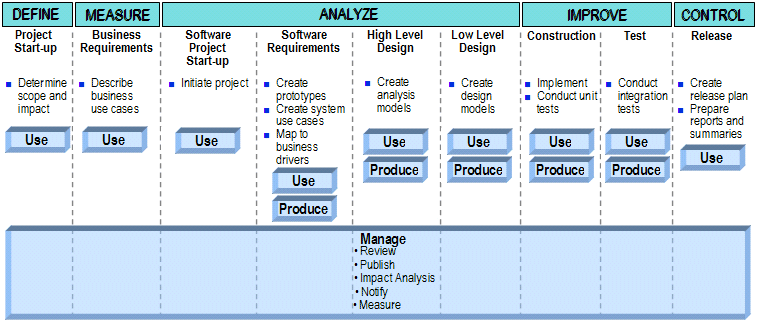 DEFINE
MEASURE
ANALYZE
IMPROVE
CONTROL
Project
Start-up
Business
Requirements
Software
Project
Start-up
Software
Requirements
High Level
Design
Low Level
Design
Construction
Test
Release
Determine
scope and
impact
Describe
business
use cases
Initiate project
Create
prototypes
Create system
use cases
Map to
business
drivers
Create
analysis
models
Create
design
models
Implement
Conduct unit
tests
Conduct
integration
tests
Create
release plan
Prepare
reports and
summaries
Use
Use
Use
Use
Produce
Use
Produce
Use
Produce
Use
Produce
Use
Produce
Use
Manage
• Review
• Publish
• Impact Analysis
• Notify
• Measure